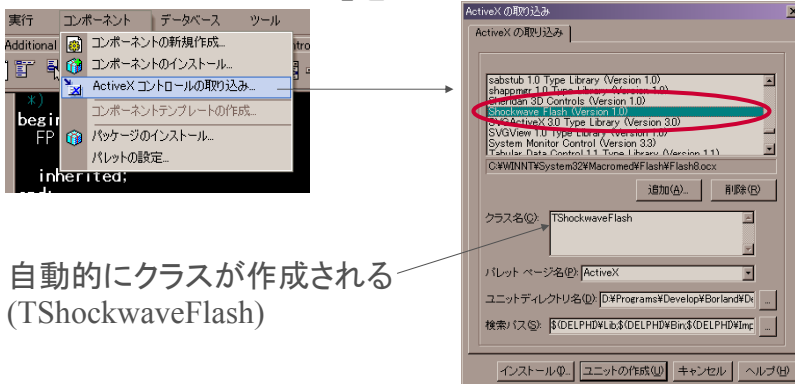 実行 コンポーネント データベース ツール
Additional
コンポーネントの新規作成...
コンポーネントのインストール...
ActiveX コントロールの取り込み...
コンポーネントテンプレートの作成...
パッケージのインストール...
パレットの設定...
*)
begin
FP
inherited;
自動的にクラスが作成される
(TShockwaveFlash)
ActiveX の取り込み
ActiveX の取り込み
sabstub 1.0 Type Library (Version 1.0)
shappmgr 1.0 Type Library (Version 1.0)
Sheridan 3D Controls (Version 1.0)
Shockwave Flash (Version 1.0)
SVGActiveX 3.0 Type Library (Version 3.0)
SVGView 1.0 Type Library (Version 1.0)
System Monitor Control (Version 3.3)
Tabular Data Control 1.1 Type Library (Version 1.1)
C:¥WINNT¥System32¥Macromed¥Flash¥Flash8.ocx
追加(A)... 削除(R)
クラス名(C): TShockwaveFlash
パレット ページ名(P): ActiveX
ユニットディレクトリ名(D): D:¥Programs¥Develop¥Borland¥De ...
検索パス(S): $(DELPHI)¥Lib;$(DELPHI)¥Bin;$(DELPHI)¥Imp ...
インストール(I)... ユニットの作成(U) キャンセル ヘルプ(H)